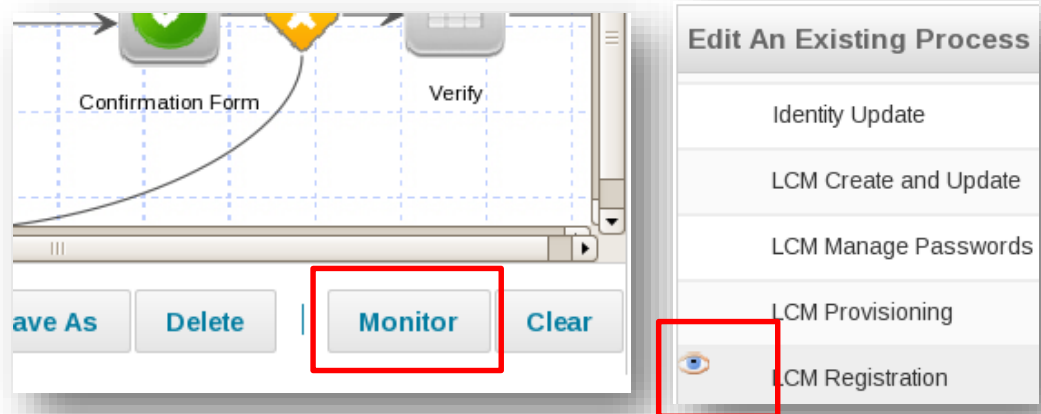 Confirmation Form
Verify
ave As
Delete
Monitor
Clear
Edit An Existing Process
Identity Update
LCM Create and Update
LCM Manage Passwords
LCM Provisioning
LCM Registration